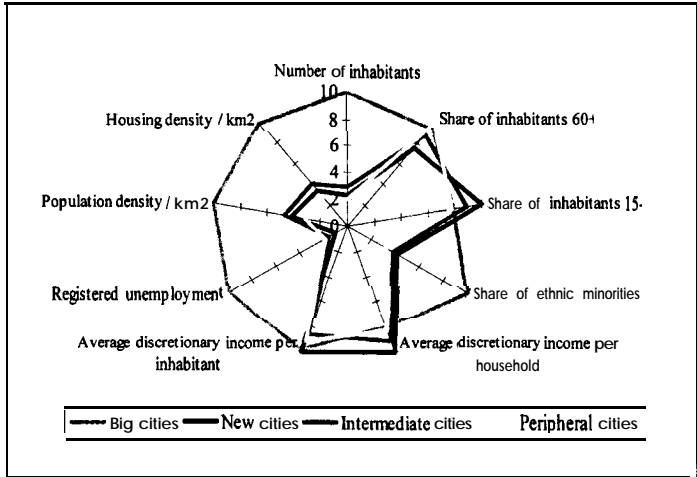 Number of inhabitants
10
Housing density / km2
8
Share of inhabitants 60+
6
4
Population density / km2
2
Share of inhabitants 15-
0
Registered unemployment
Share of ethnic minorities
Average discretionary income per
inhabitant
Average discretionary income per
household
Big cities New cities Intermediate cities Peripheral cities